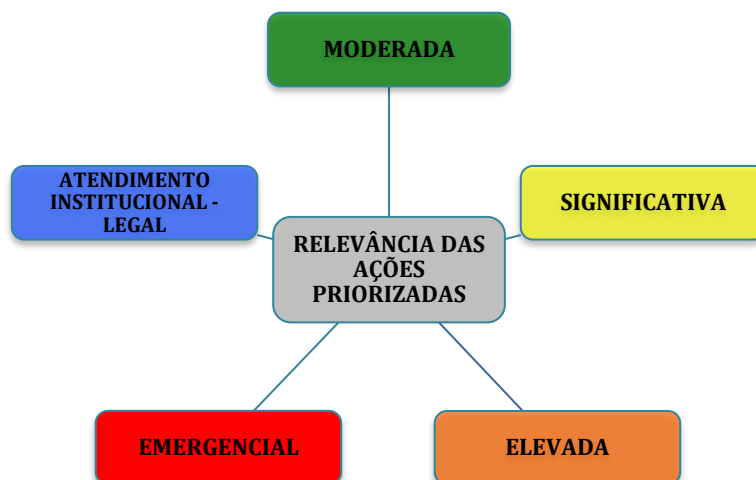 MODERADA
ATENDIMENTO
INSTITUCIONAL -
LEGAL
SIGNIFICATIVA
RELEVÂNCIA DAS
AÇÕES
PRIORIZADAS
EMERGENCIAL
ELEVADA